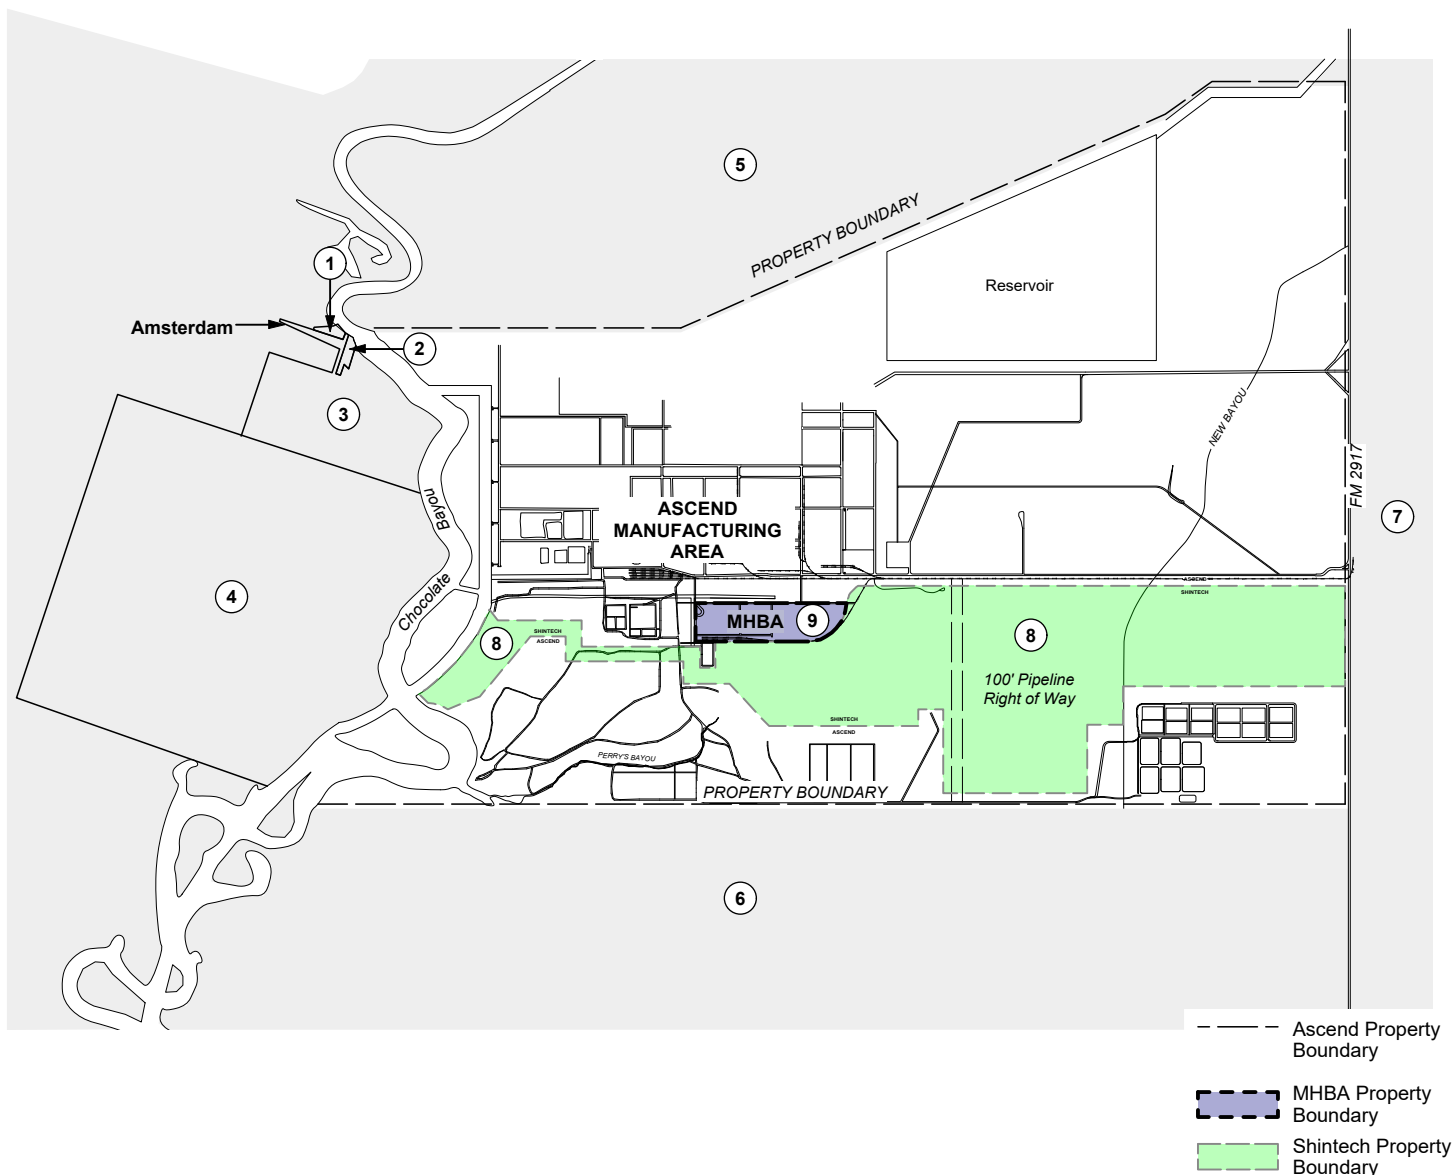 5
PROPERTY BOUNDARY
1
Reservoir
Amsterdam
2
3
NEW BAYOU
FM 2917
Bayou
ASCEND
MANUFACTURING
AREA
7
Chocolate
4
ASCEND
SHINTECH
MHBA
9
8
SHINTECH
ASCEND
8
100' Pipeline
Right of Way
SHINTECH
ASCEND
PERRY'S BAYOU
PROPERTY BOUNDARY
6
Ascend Property
Boundary
MHBA Property
Boundary
Shintech Property
Boundary